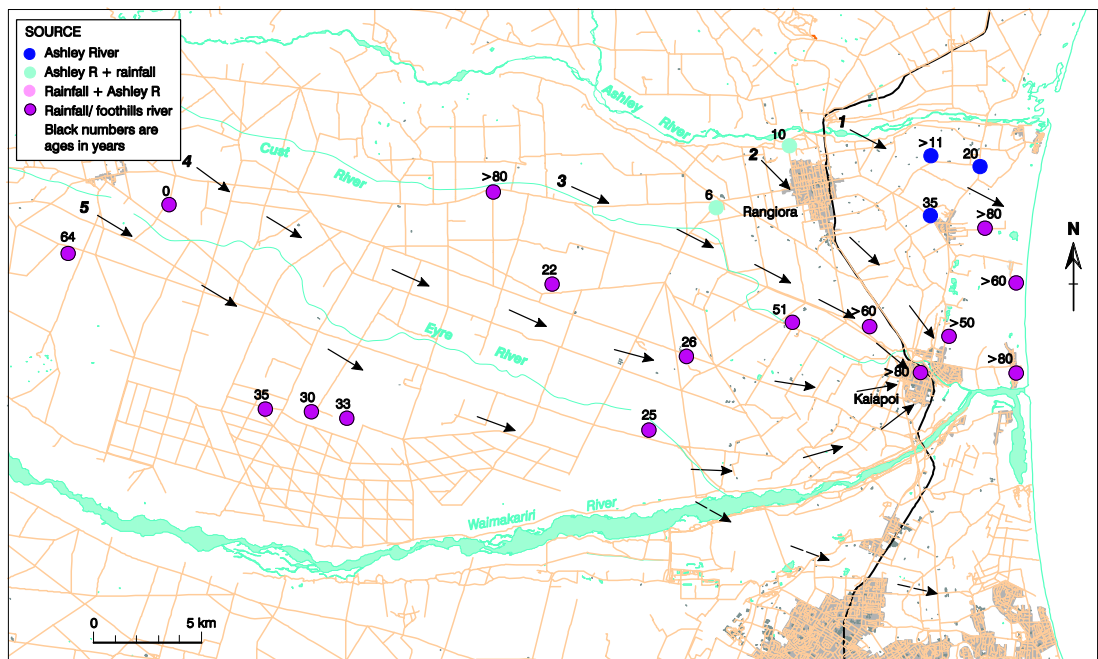 SOURCE
Ashley River
Ashley R + rainfall
Rainfall + Ashley R
Rainfall/ foothills river
Black numbers are
ages in years
Ashley
River
10
1
>11
20
Cust
River
4
0
>80
3
2
6
Rangiora
35
>80
5
64
N
22
>60
51
>60
>50
Eyre
River
26
>80
>80
Kaiapoi
35
30
33
25
Waimakariri
River
0
5 km